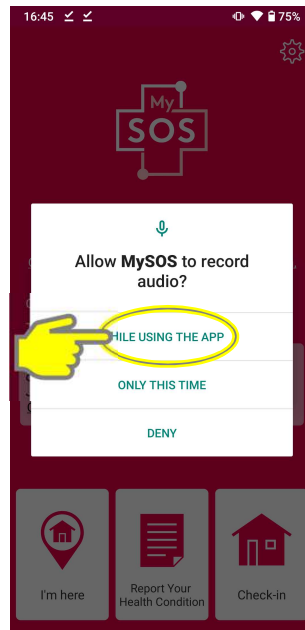 16:45
75%
My
SOS
Allow MySOS to record
audio?
HILE USING THE APP
ONLY THIS TIME
DENY
I'm here
Report Your
Health Condition
Check-in